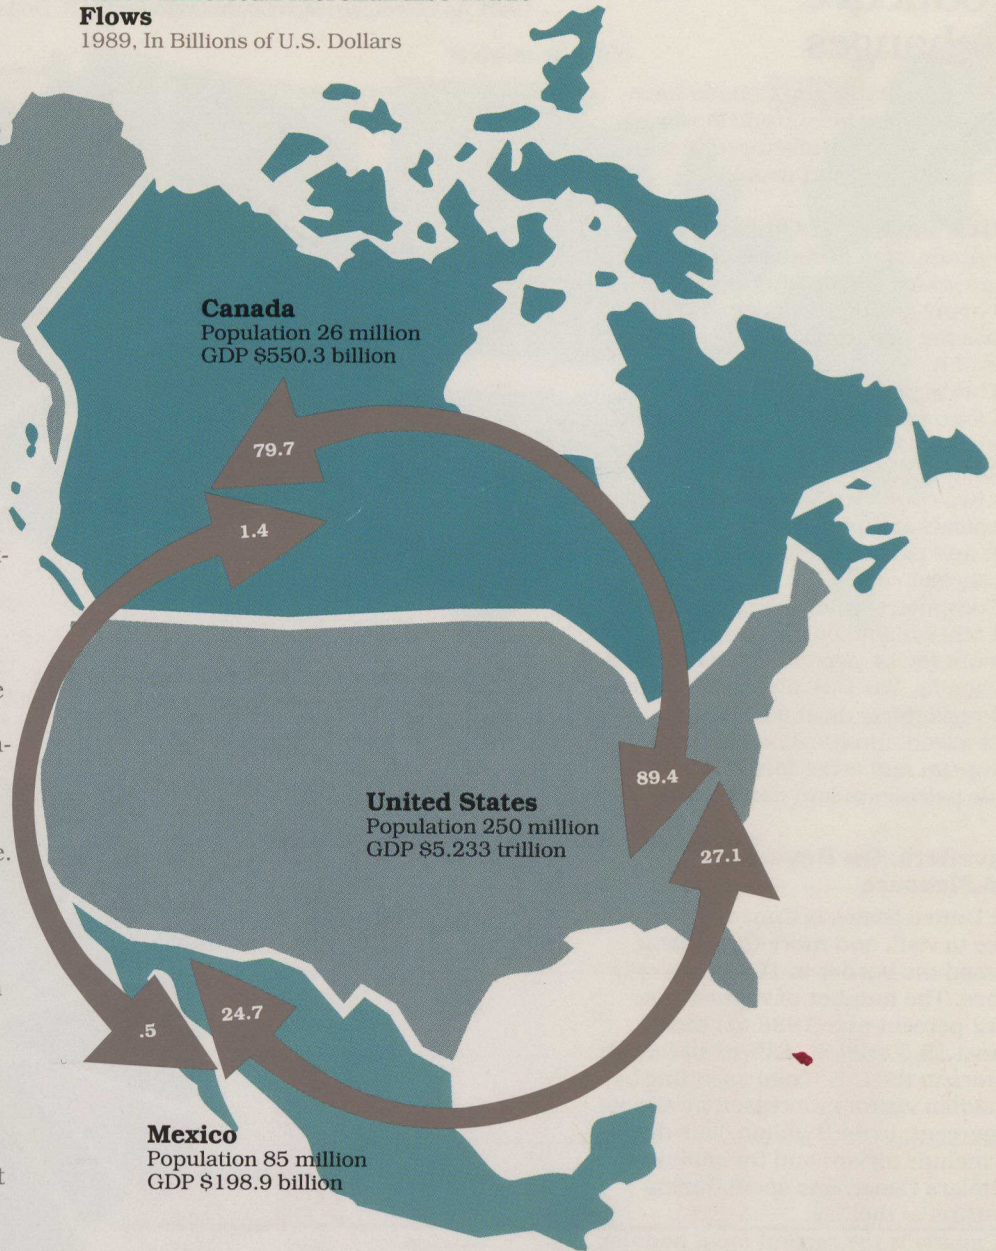 Flows
1989, In Billions of U.S. Dollars
Canada
Population 26 million
GDP $550.3 billion
79.7
1.4
89.4
United States
Population 250 million
GDP $5.233 trillion
27.1
.5
24.7
Mexico
Population 85 million
GDP $198.9 billion